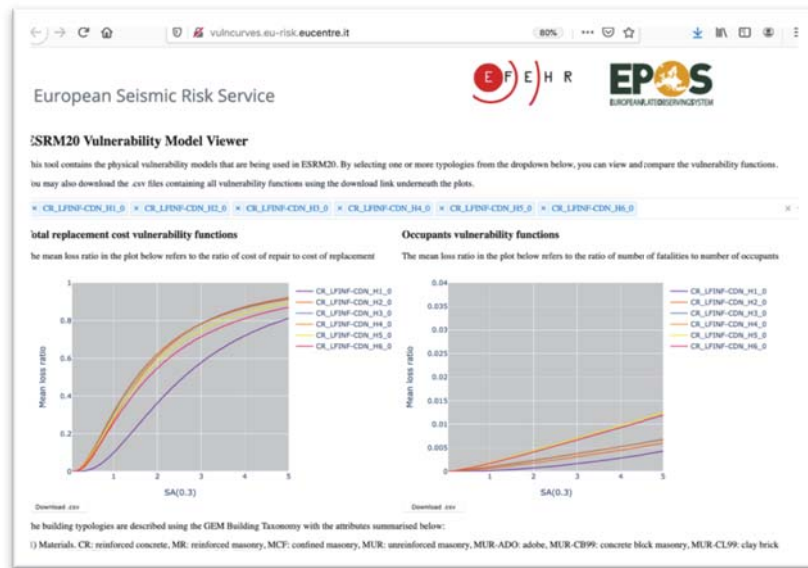 vulncurves.eu-risk.eucentre.it
80%
EFEHR
EPOS
EUROPEAN PLATE OBSERVING SYSTEM
European Seismic Risk Service
ESRM20 Vulnerability Model Viewer
his tool contains the physical vulnerability models that are being used in ESRM20. By selecting one or more typologies from the dropdown below, you can view and compare the vulnerability functions.
ou may also download the .csv files containing all vulnerability functions using the download link underneath the plots.
× CR_LFINF-CDN_H1_0 × CR_LFINF-CDN_H2_0 × CR_LFINF-CDN_H3_0 × CR_LFINF-CDN_H4_0 × CR_LFINF-CDN_H5_0 × CR_LFINF-CDN_H6_0
Total replacement cost vulnerability functions
he mean loss ratio in the plot below refers to the ratio of cost of repair to cost of replacement
1
0.8
0.6
0.4
0.2
0
Mean loss ratio
1 2 3 4 5
SA(0.3)
CR_LFINF-CDN_H1_0
CR_LFINF-CDN_H2_0
CR_LFINF-CDN_H3_0
CR_LFINF-CDN_H4_0
CR_LFINF-CDN_H5_0
CR_LFINF-CDN_H6_0
Download .csv
Occupants vulnerability functions
The mean loss ratio in the plot below refers to the ratio of number of fatalities to number of occupants
0.04
0.035
0.03
0.025
0.02
0.015
0.01
0.005
0
Mean loss ratio
1 2 3 4 5
SA(0.3)
CR_LFINF-CDN_H1_0
CR_LFINF-CDN_H2_0
CR_LFINF-CDN_H3_0
CR_LFINF-CDN_H4_0
CR_LFINF-CDN_H5_0
CR_LFINF-CDN_H6_0
Download .csv
he building typologies are described using the GEM Building Taxonomy with the attributes summarised below:
1) Materials. CR: reinforced concrete, MR: reinforced masonry, MCF: confined masonry, MUR: unreinforced masonry, MUR-ADO: adobe, MUR-CB99: concrete block masonry, MUR-CL99: clay brick